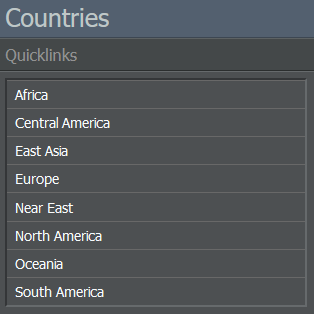 Countries
Quicklinks
Africa
Central America
East Asia
Europe
Near East
North America
Oceania
South America